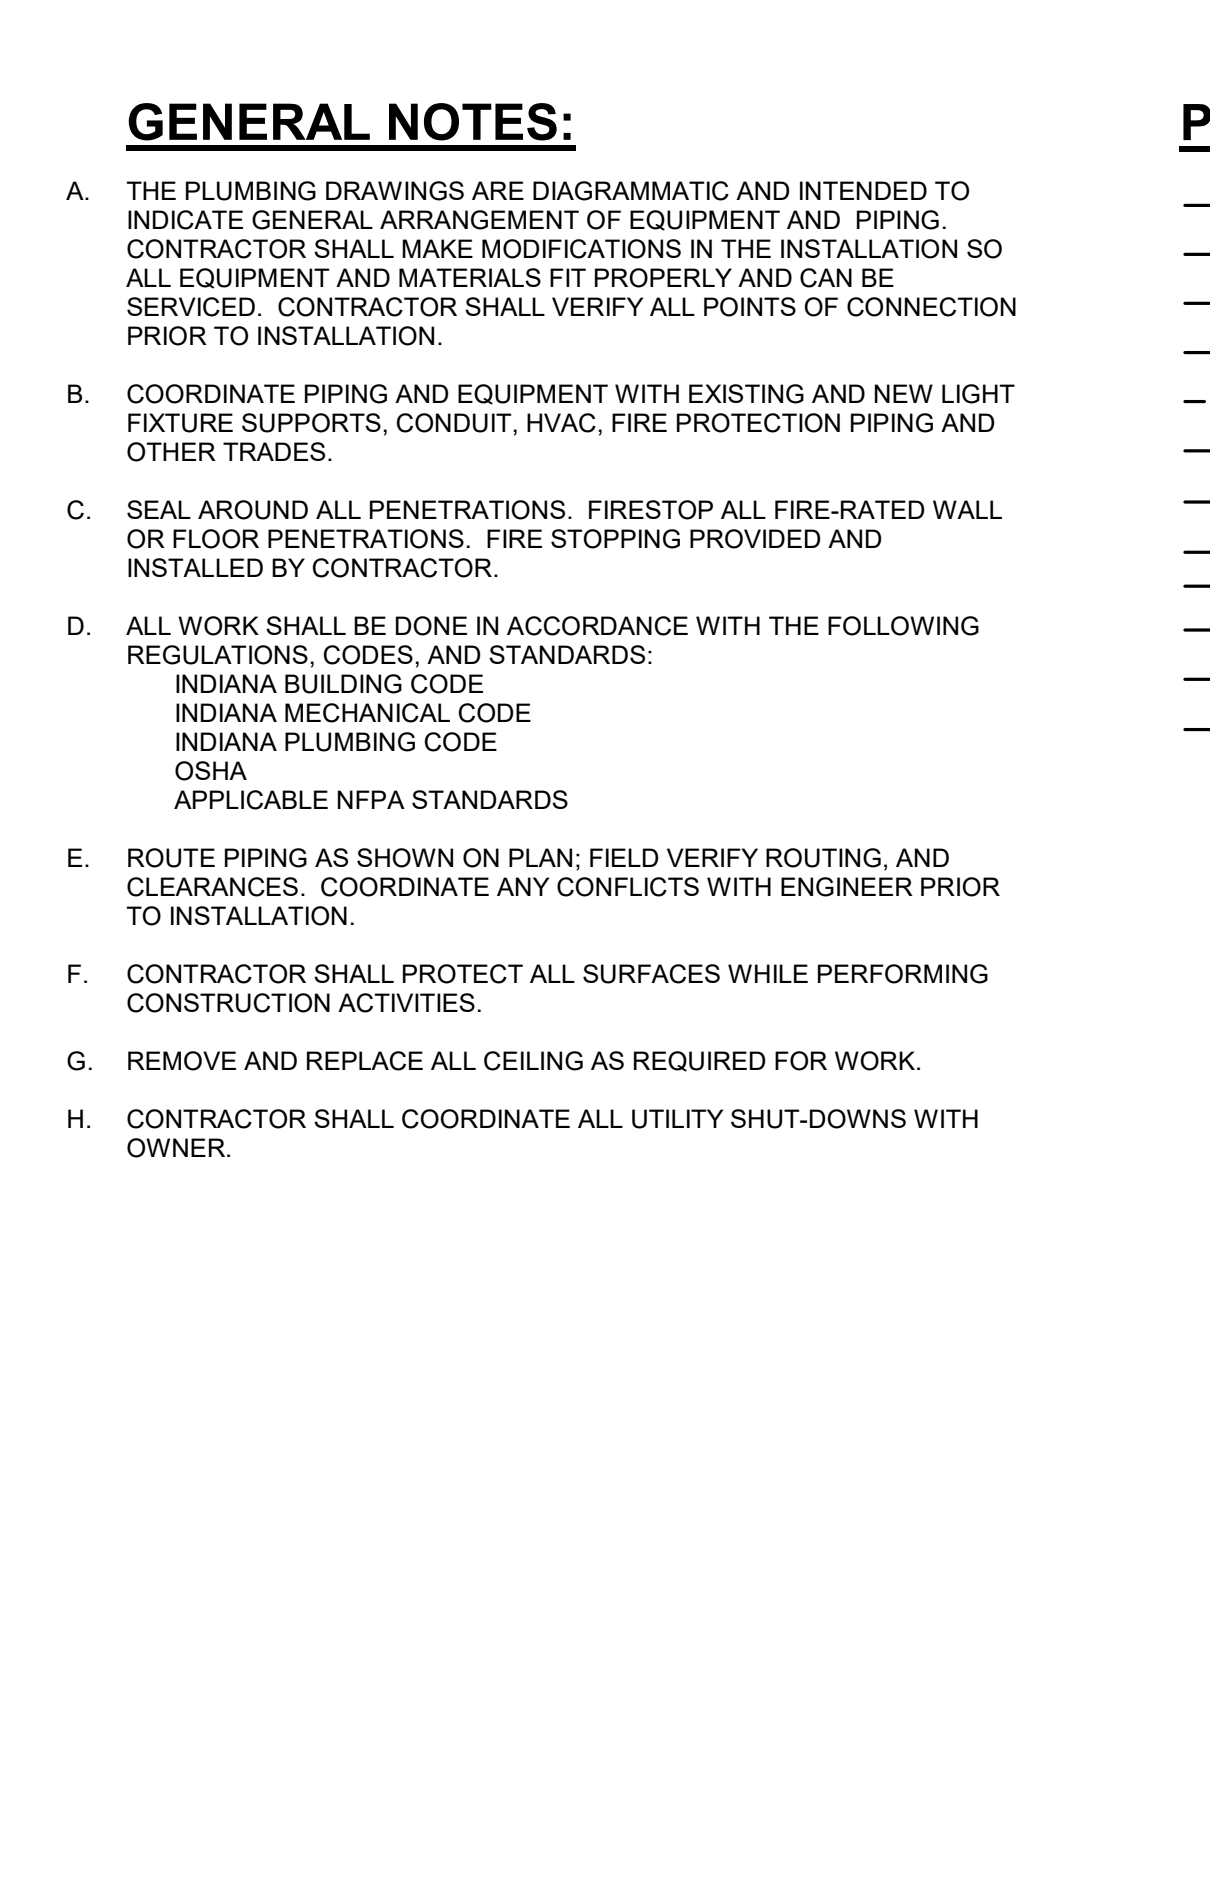 GENERAL NOTES:
A. THE PLUMBING DRAWINGS ARE DIAGRAMMATIC AND INTENDED TO
INDICATE GENERAL ARRANGEMENT OF EQUIPMENT AND  PIPING.
CONTRACTOR SHALL MAKE MODIFICATIONS IN THE INSTALLATION SO
ALL EQUIPMENT AND MATERIALS FIT PROPERLY AND CAN BE
SERVICED.  CONTRACTOR SHALL VERIFY ALL POINTS OF CONNECTION
PRIOR TO INSTALLATION.
B. COORDINATE PIPING AND EQUIPMENT WITH EXISTING AND NEW LIGHT
FIXTURE SUPPORTS, CONDUIT, HVAC, FIRE PROTECTION PIPING AND
OTHER TRADES.
C. SEAL AROUND ALL PENETRATIONS.  FIRESTOP ALL FIRE-RATED WALL
OR FLOOR PENETRATIONS.  FIRE STOPPING PROVIDED AND
INSTALLED BY CONTRACTOR.
D. ALL WORK SHALL BE DONE IN ACCORDANCE WITH THE FOLLOWING
REGULATIONS, CODES, AND STANDARDS:
INDIANA BUILDING CODE
INDIANA MECHANICAL CODE
INDIANA PLUMBING CODE
OSHA
APPLICABLE NFPA STANDARDS
E. ROUTE PIPING AS SHOWN ON PLAN; FIELD VERIFY ROUTING, AND
CLEARANCES.  COORDINATE ANY CONFLICTS WITH ENGINEER PRIOR
TO INSTALLATION.
F. CONTRACTOR SHALL PROTECT ALL SURFACES WHILE PERFORMING
CONSTRUCTION ACTIVITIES.
G. REMOVE AND REPLACE ALL CEILING AS REQUIRED FOR WORK.
H. CONTRACTOR SHALL COORDINATE ALL UTILITY SHUT-DOWNS WITH
OWNER.